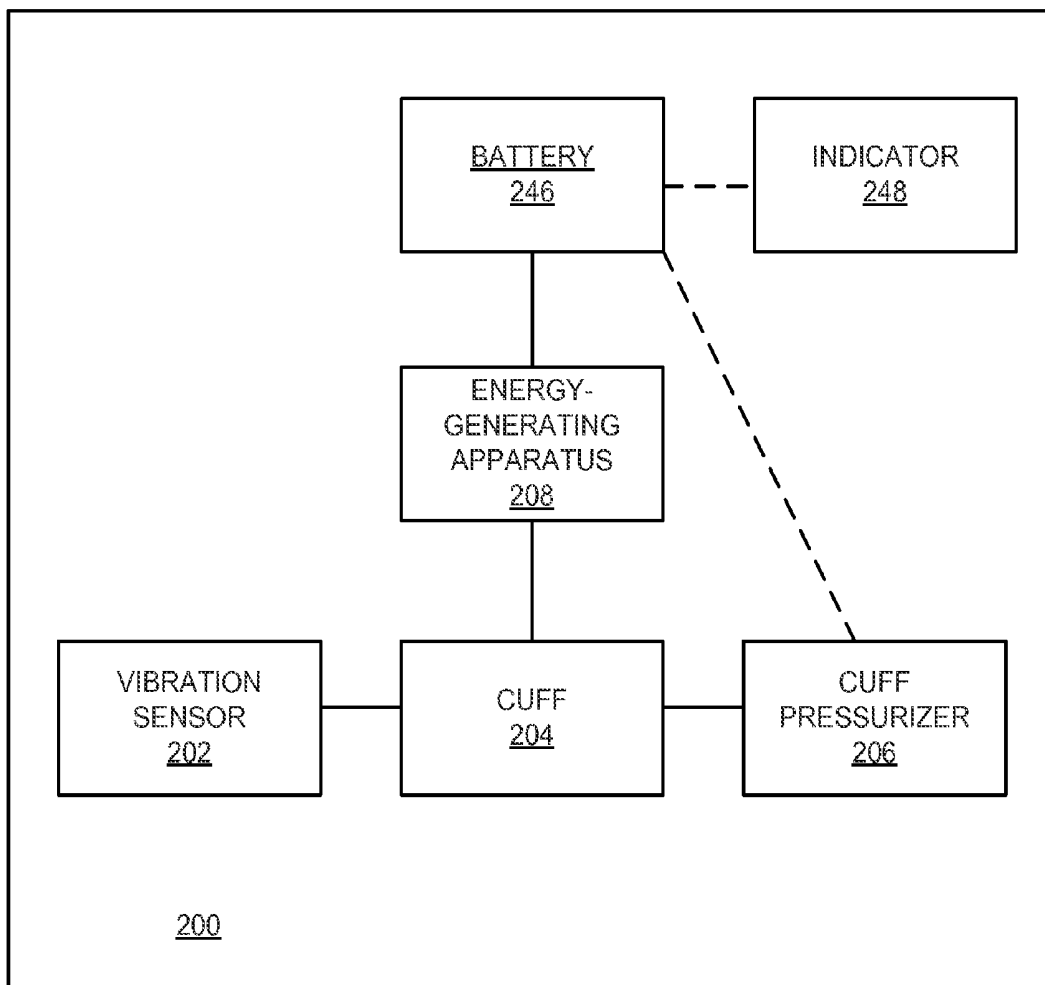 BATTERY
246
INDICATOR
248
ENERGY-
GENERATING
APPARATUS
208
VIBRATION
SENSOR
202
CUFF
204
CUFF
PRESSURIZER
206
200